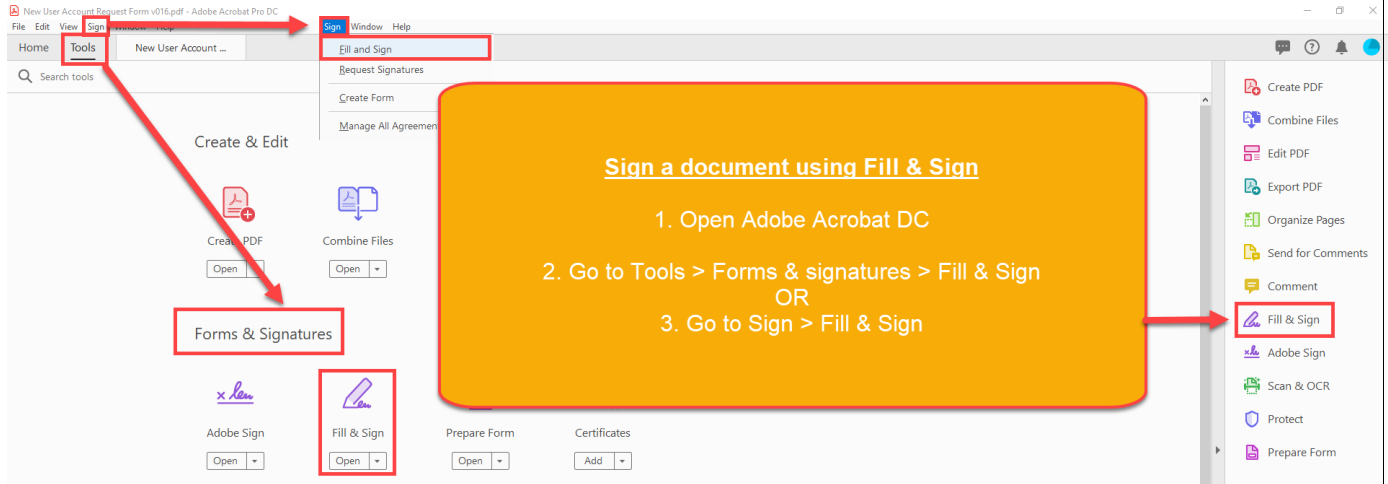 New User Account Request Form v016.pdf - Adobe Acrobat Pro DC
File Edit View Sign Window Help
Sign Window Help
Home Tools New User Account ...
Fill and Sign
Request Signatures
Create Form
Manage All Agreemen
Search tools
Create & Edit
Create PDF Combine Files
Open Open
Forms & Signatures
Adobe Sign Fill & Sign Prepare Form Certificates
Open Open Open Add
Sign a document using Fill & Sign
1. Open Adobe Acrobat DC
2. Go to Tools > Forms & signatures > Fill & Sign
OR
3. Go to Sign > Fill & Sign
Create PDF
Combine Files
Edit PDF
Export PDF
Organize Pages
Send for Comments
Comment
Fill & Sign
Adobe Sign
Scan & OCR
Protect
Prepare Form